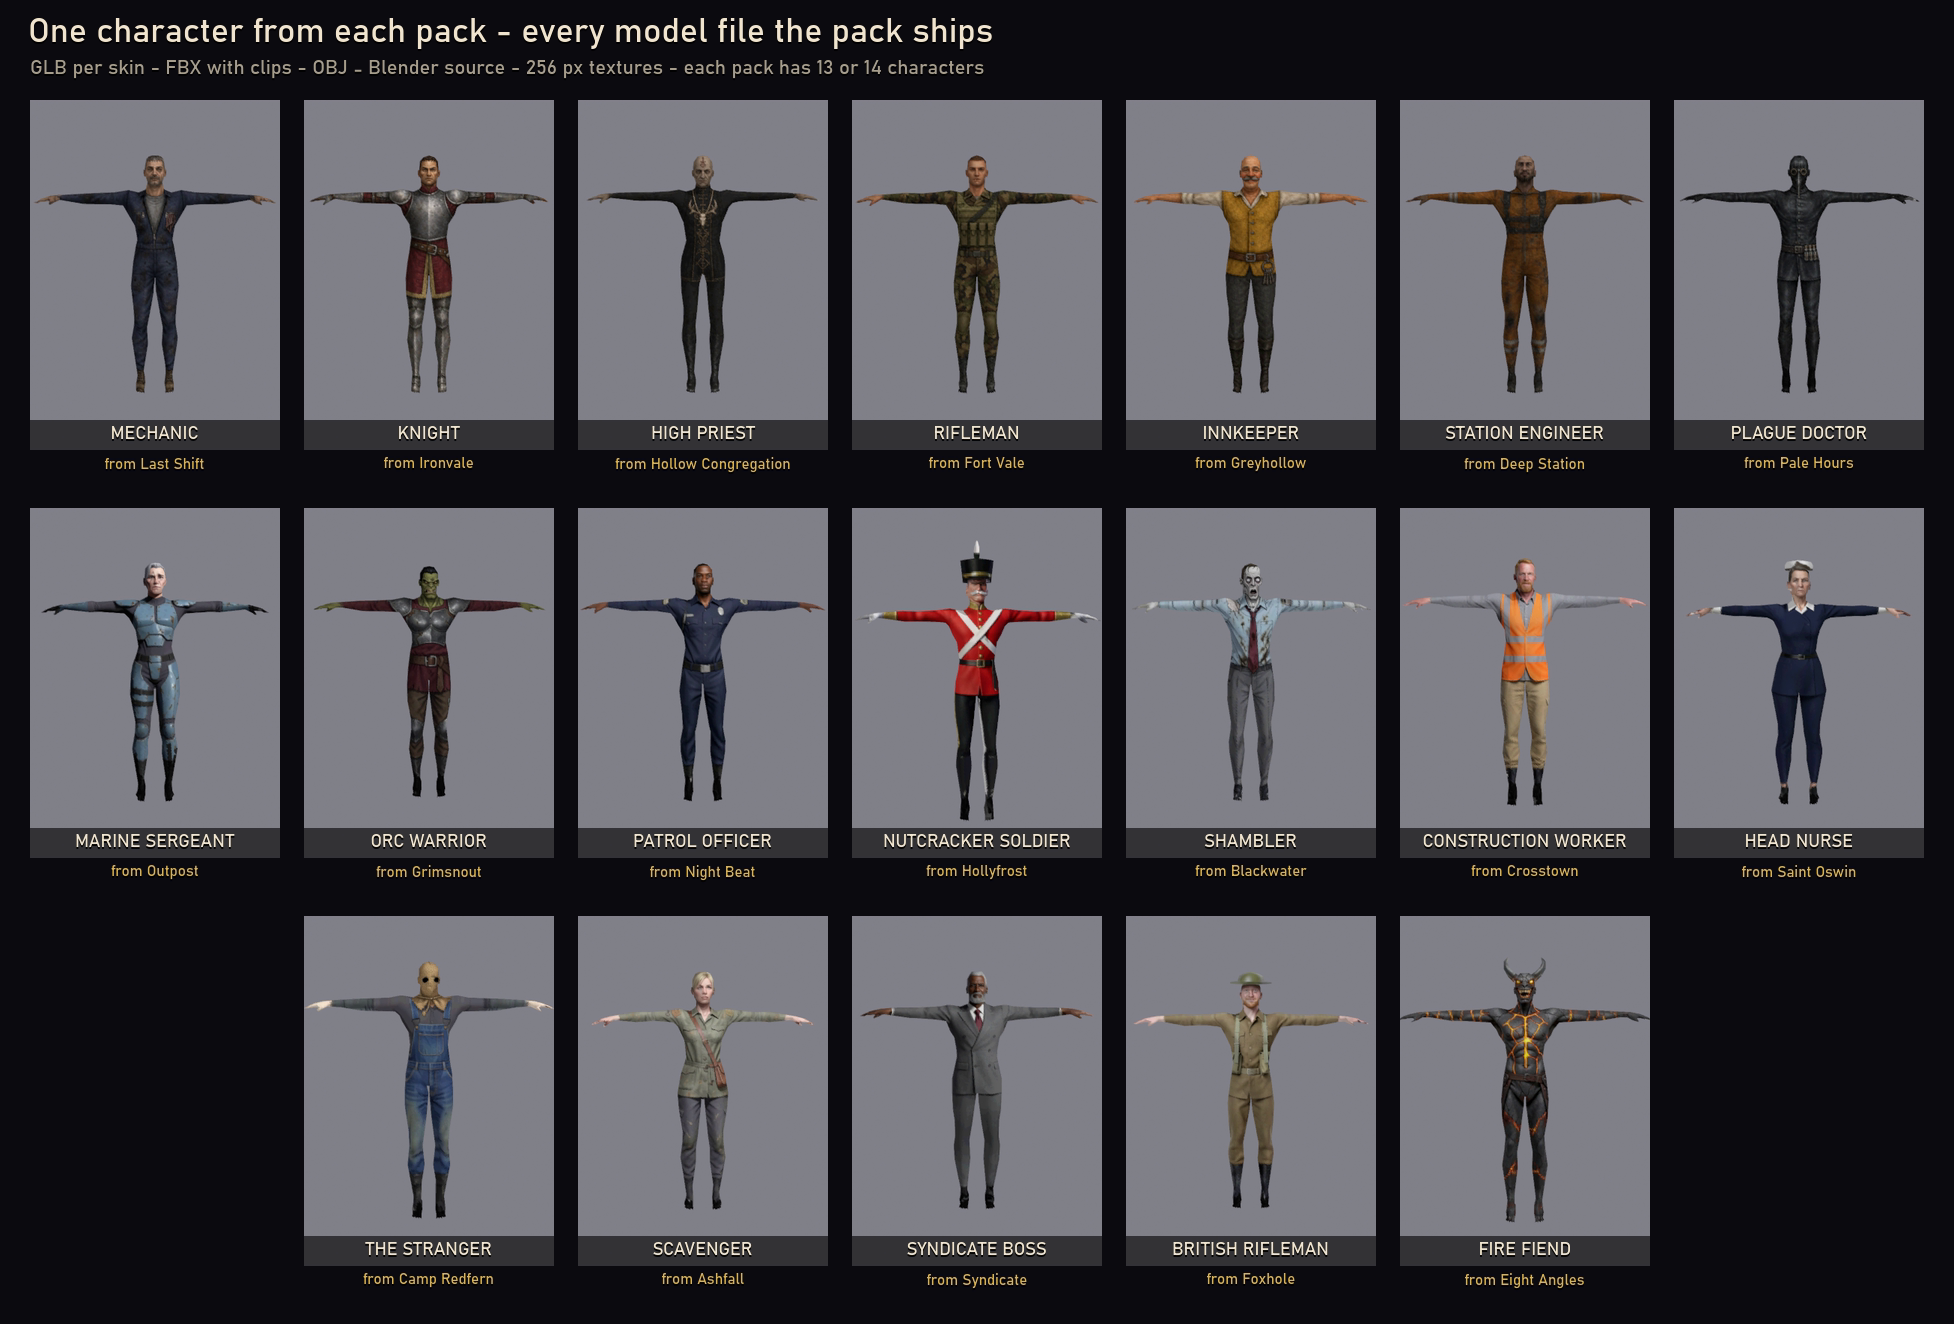 One character from each pack - every model file the pack ships
GLB per skin - FBX with clips - OBJ - Blender source - 256 px textures - each pack has 13 or 14 characters
MECHANIC
from Last Shift
KNIGHT
from Ironvale
HIGH PRIEST
from Hollow Congregation
RIFLEMAN
from Fort Vale
INNKEEPER
from Greyhollow
STATION ENGINEER
from Deep Station
PLAGUE DOCTOR
from Pale Hours
MARINE SERGEANT
from Outpost
ORC WARRIOR
from Grimsnout
PATROL OFFICER
from Night Beat
NUTCRACKER SOLDIER
from Hollyfrost
SHAMBLER
from Blackwater
CONSTRUCTION WORKER
from Crosstown
HEAD NURSE
from Saint Oswin
THE STRANGER
from Camp Redfern
SCAVENGER
from Ashfall
SYNDICATE BOSS
from Syndicate
BRITISH RIFLEMAN
from Foxhole
FIRE FIEND
from Eight Angles